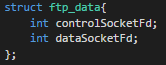 struct ftp_data{
    int controlSocketFd;
    int dataSocketFd;
};